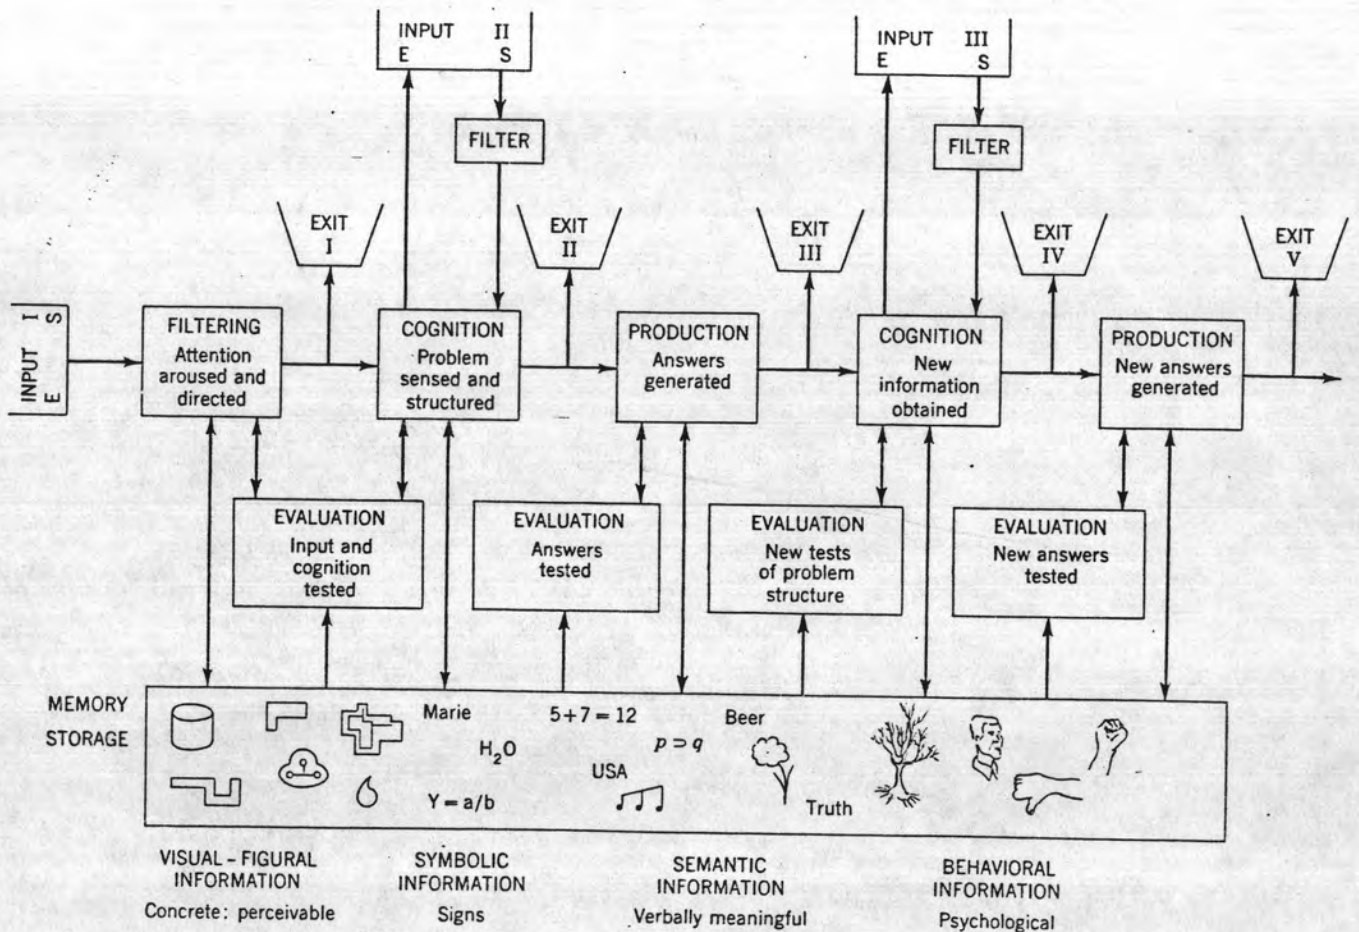 INPUT II
E S
INPUT III
E S
FILTER
FILTER
EXIT
I
EXIT
II
EXIT
III
EXIT
IV
EXIT
V
INPUT I
E S
FILTERING
Attention
aroused and
directed
COGNITION
Problem
sensed and
structured
PRODUCTION
Answers
generated
COGNITION
New
information
obtained
PRODUCTION
New answers
generated
EVALUATION
Input and
cognition
tested
EVALUATION
Answers
tested
EVALUATION
New tests
of problem
structure
EVALUATION
New answers
tested
MEMORY
STORAGE
Marie
5 + 7 = 12
Beer
H₂O
p ⊃ q
USA
Y = a/b
Truth
VISUAL – FIGURAL
INFORMATION
Concrete: perceivable
SYMBOLIC
INFORMATION
Signs
SEMANTIC
INFORMATION
Verbally meaningful
BEHAVIORAL
INFORMATION
Psychological